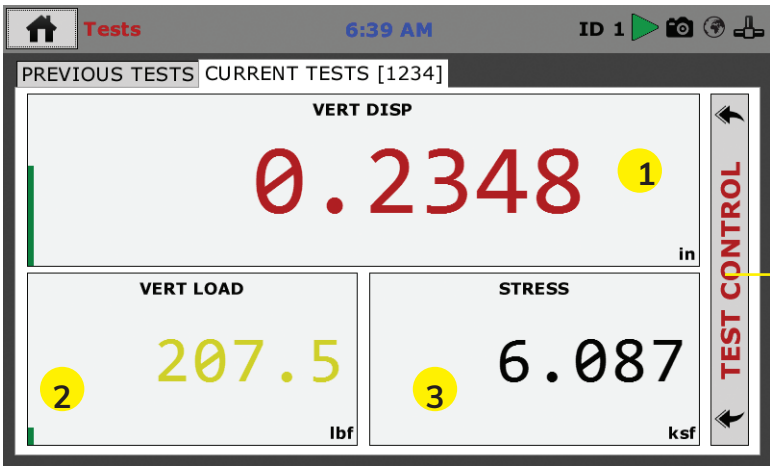 Tests 6:39 AM ID 1
PREVIOUS TESTS CURRENT TESTS [1234]
VERT DISP
0.2348 1
in
TEST CONTROL
VERT LOAD
207.5
2
lbf
STRESS
6.087
3
ksf